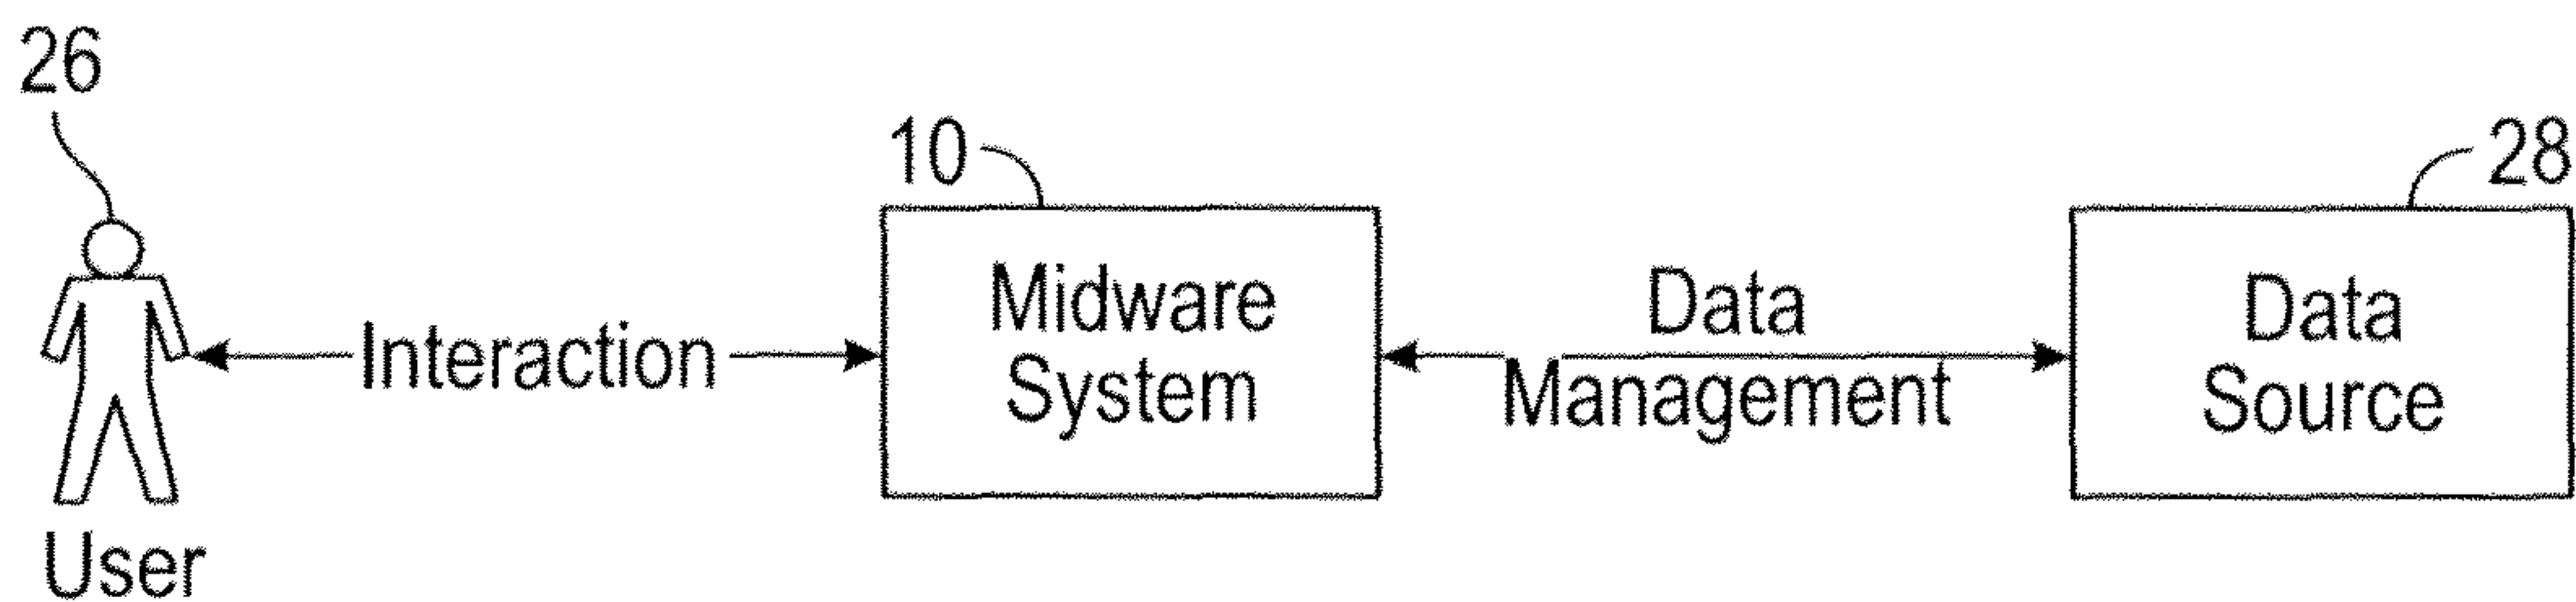 26
10
28
Midware
System
Data
Management
Data
Source
Interaction
User